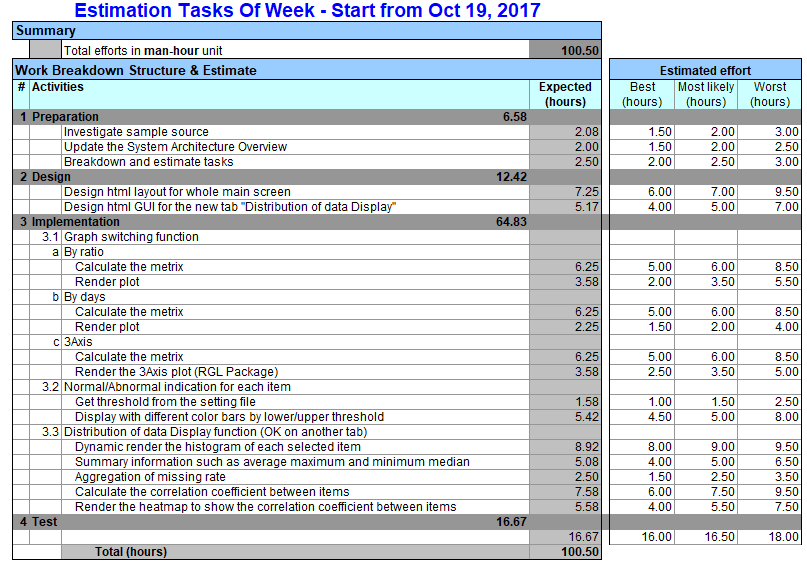 Estimation Tasks Of Week - Start from Oct 19, 2017
Summary
Total efforts in man-hour unit 100.50
Work Breakdown Structure & Estimate Estimated effort
# Activities Expected (hours) Best (hours) Most likely (hours) Worst (hours)
1 Preparation 6.58
Investigate sample source 2.08 1.50 2.00 3.00
Update the System Architecture Overview 2.00 1.50 2.00 2.50
Breakdown and estimate tasks 2.50 2.00 2.50 3.00
2 Design 12.42
Design html layout for whole main screen 7.25 6.00 7.00 9.50
Design html GUI for the new tab "Distribution of data Display" 5.17 4.00 5.00 7.00
3 Implementation 64.83
3.1 Graph switching function
a By ratio
Calculate the metrix 6.25 5.00 6.00 8.50
Render plot 3.58 2.00 3.50 5.50
b By days
Calculate the metrix 6.25 5.00 6.00 8.50
Render plot 2.25 1.50 2.00 4.00
c 3Axis
Calculate the metrix 6.25 5.00 6.00 8.50
Render the 3Axis plot (RGL Package) 3.58 2.50 3.50 5.00
3.2 Normal/Abnormal indication for each item
Get threshold from the setting file 1.58 1.00 1.50 2.50
Display with different color bars by lower/upper threshold 5.42 4.50 5.00 8.00
3.3 Distribution of data Display function (OK on another tab)
Dynamic render the histogram of each selected item 8.92 8.00 9.00 9.50
Summary information such as average maximum and minimum median 5.08 4.00 5.00 6.50
Aggregation of missing rate 2.50 1.50 2.50 3.50
Calculate the correlation coefficient between items 7.58 6.00 7.50 9.50
Render the heatmap to show the correlation coefficient between items 5.58 4.00 5.50 7.50
4 Test 16.67
16.67 16.00 16.50 18.00
Total (hours) 100.50